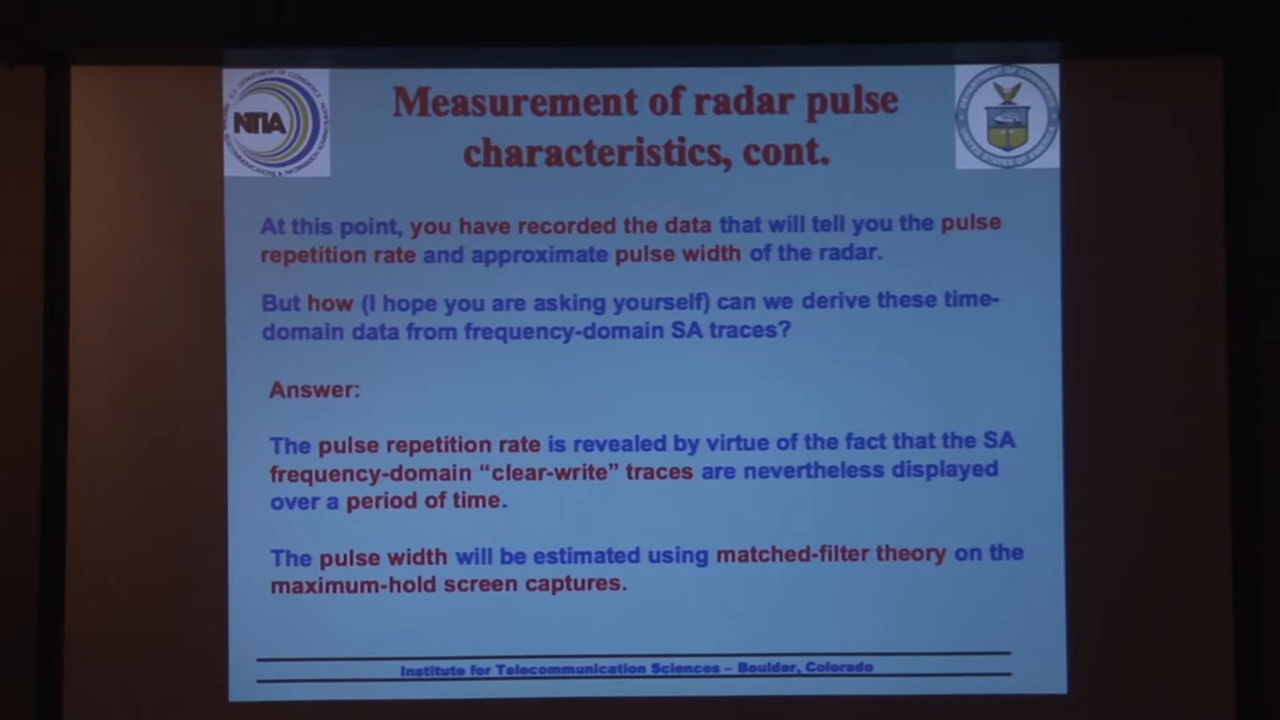 NTIA
Measurement of radar pulse
characteristics, cont.
At this point, you have recorded the data that will tell you the pulse
repetition rate and approximate pulse width of the radar.
But how (I hope you are asking yourself) can we derive these time-
domain data from frequency-domain SA traces?
Answer:
The pulse repetition rate is revealed by virtue of the fact that the SA
frequency-domain “clear-write” traces are nevertheless displayed
over a period of time.
The pulse width will be estimated using matched-filter theory on the
maximum-hold screen captures.
Institute for Telecommunication Sciences – Boulder, Colorado